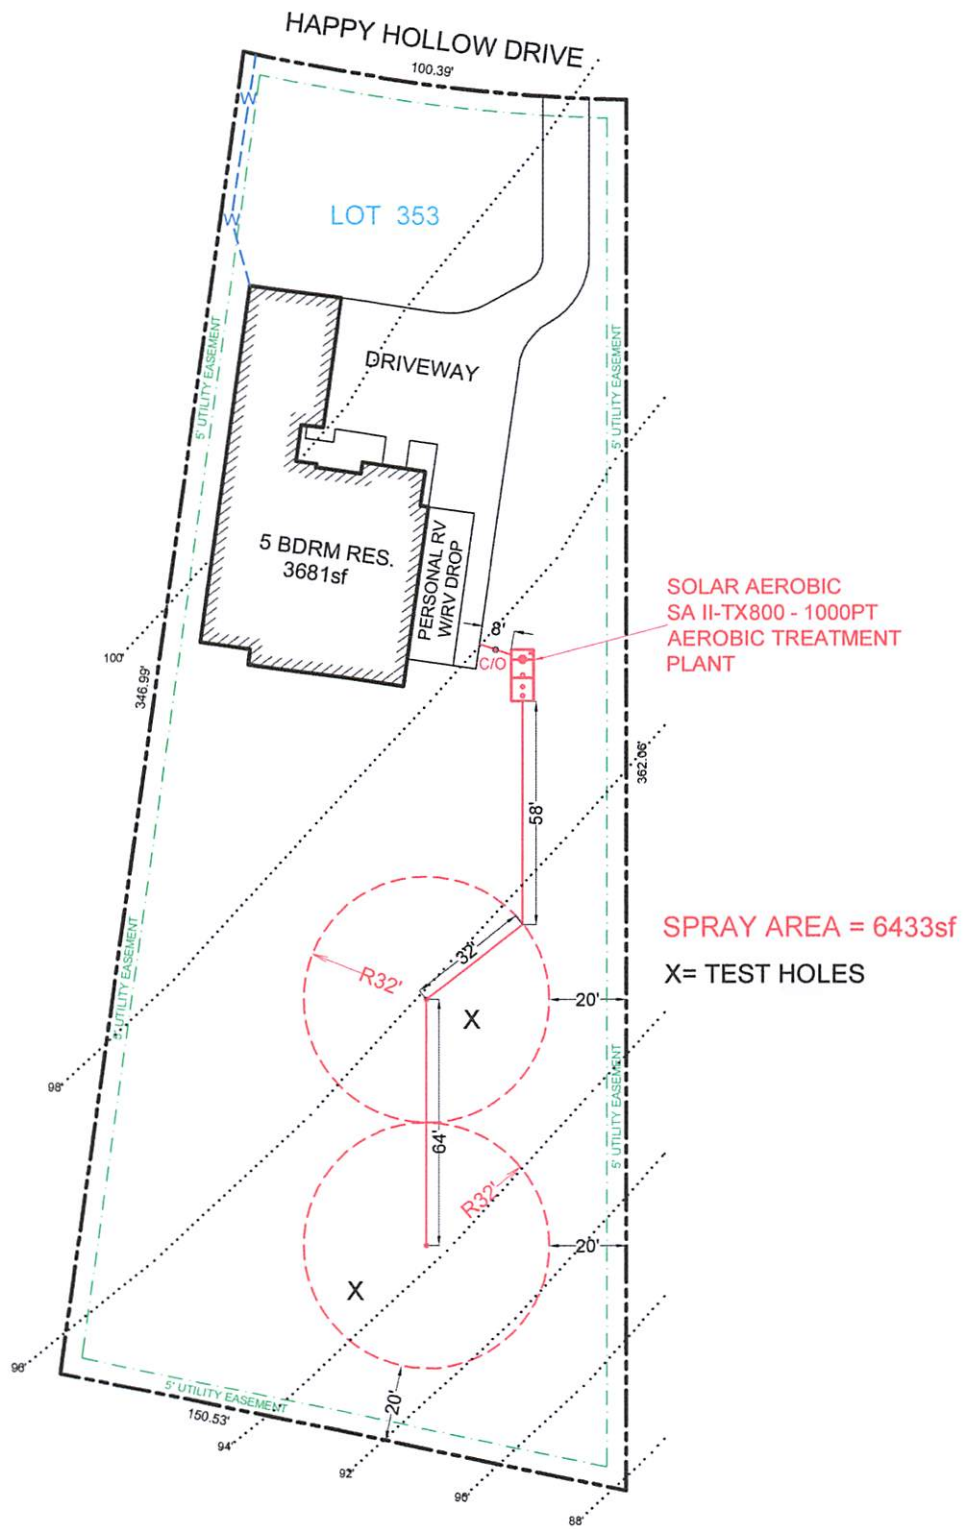 HAPPY HOLLOW DRIVE
100.39'
W
W
LOT 353
5' UTILITY EASEMENT
5' UTILITY EASEMENT
DRIVEWAY
5 BDRM RES.
3681sf
PERSONAL RV
W/RV DROP
SOLAR AEROBIC
SA II-TX800 - 1000PT
AEROBIC TREATMENT
PLANT
8'
C/O
100'
346.99'
362.06'
58'
SPRAY AREA = 6433sf
X= TEST HOLES
32'
R32'
X
20'
5' UTILITY EASEMENT
98'
5' UTILITY EASEMENT
64'
R32'
20'
X
96'
5' UTILITY EASEMENT
150.53'
20'
94'
92'
90'
88'